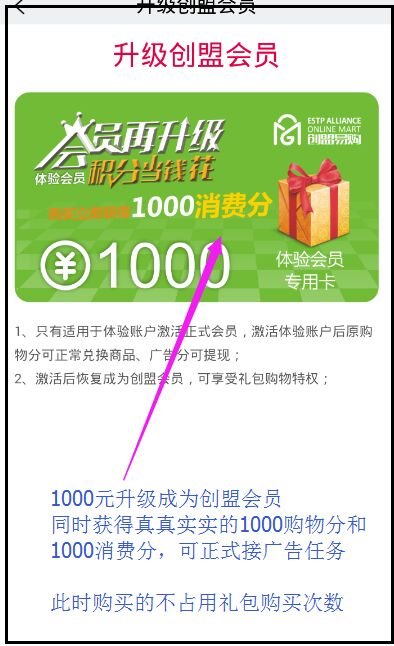 升级创盟会员
升级创盟会员
会员再升级
积分当钱花
体验会员
ESTP ALLIANCE
ONLINE MART
创盟易购
购买立即获得1000消费分
¥1000
体验会员
专用卡
1、只有适用于体验账户激活正式会员，激活体验账户后原购
物分可正常兑换商品、广告分可提现；
2、激活后恢复成为创盟会员，可享受礼包购物特权；
1000元升级成为创盟会员
同时获得真真实实的1000购物分和
1000消费分，可正式接广告任务
此时购买的不占用礼包购买次数